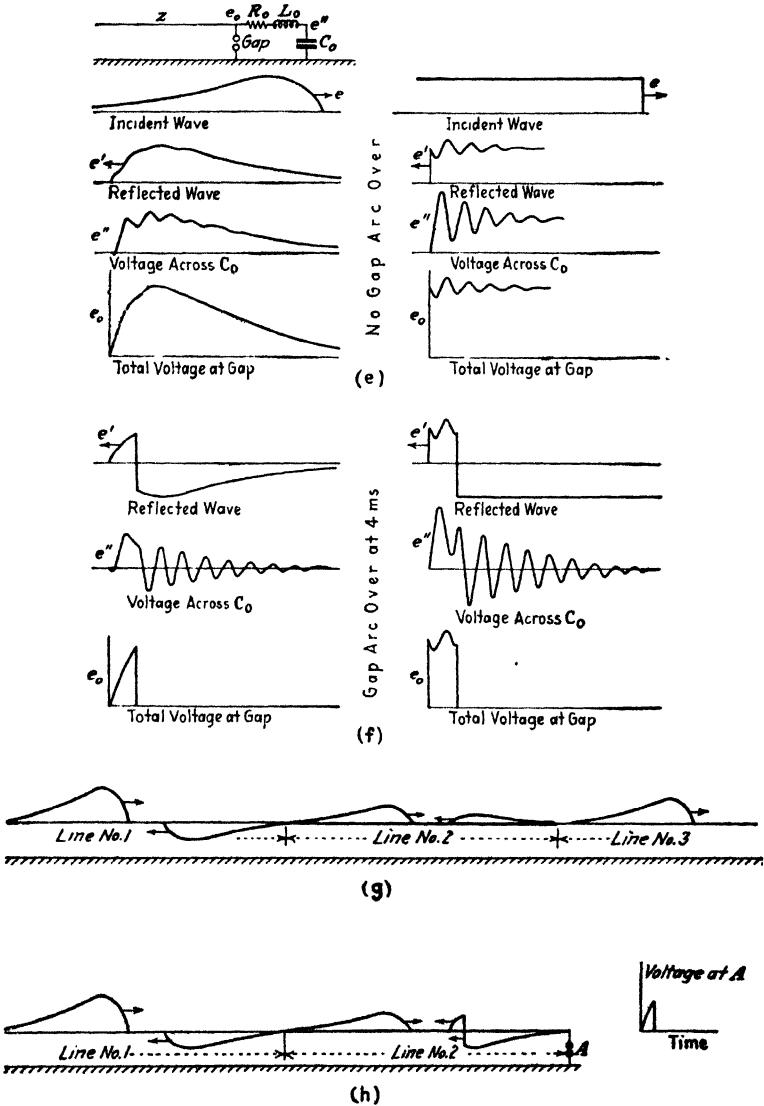 Z e₀ R₀ L₀ e"
Gap C₀
e
Incident Wave
e
Incident Wave
e'
Reflected Wave
e'
Reflected Wave
e"
Voltage Across C₀
e"
Voltage Across C₀
e₀
Total Voltage at Gap
e₀
Total Voltage at Gap
No Gap Arc Over
(e)
e'
Reflected Wave
e'
Reflected Wave
e"
Voltage Across C₀
e"
Voltage Across C₀
e₀
Total Voltage at Gap
e₀
Total Voltage at Gap
Gap Arc Over at 4 ms
(f)
Line No.1 Line No.2 Line No.3
(g)
Voltage at A
Time
Line No.1 Line No.2 A
(h)